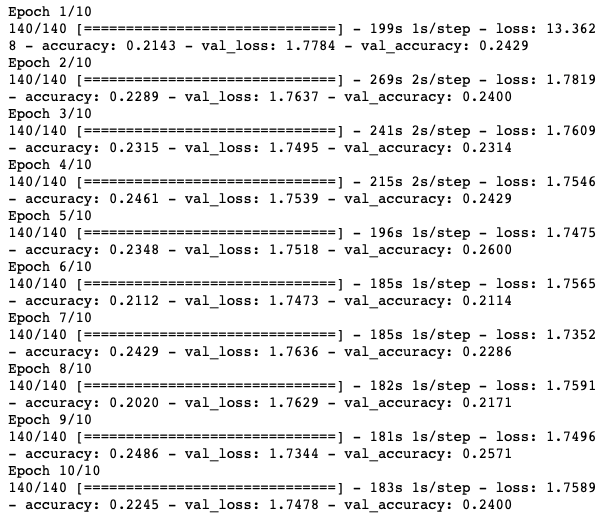 Epoch 1/10
140/140 [==============================] - 199s 1s/step - loss: 13.362
8 - accuracy: 0.2143 - val_loss: 1.7784 - val_accuracy: 0.2429
Epoch 2/10
140/140 [==============================] - 269s 2s/step - loss: 1.7819
- accuracy: 0.2289 - val_loss: 1.7637 - val_accuracy: 0.2400
Epoch 3/10
140/140 [==============================] - 241s 2s/step - loss: 1.7609
- accuracy: 0.2315 - val_loss: 1.7495 - val_accuracy: 0.2314
Epoch 4/10
140/140 [==============================] - 215s 2s/step - loss: 1.7546
- accuracy: 0.2461 - val_loss: 1.7539 - val_accuracy: 0.2429
Epoch 5/10
140/140 [==============================] - 196s 1s/step - loss: 1.7475
- accuracy: 0.2348 - val_loss: 1.7518 - val_accuracy: 0.2600
Epoch 6/10
140/140 [==============================] - 185s 1s/step - loss: 1.7565
- accuracy: 0.2112 - val_loss: 1.7473 - val_accuracy: 0.2114
Epoch 7/10
140/140 [==============================] - 185s 1s/step - loss: 1.7352
- accuracy: 0.2429 - val_loss: 1.7636 - val_accuracy: 0.2286
Epoch 8/10
140/140 [==============================] - 182s 1s/step - loss: 1.7591
- accuracy: 0.2020 - val_loss: 1.7629 - val_accuracy: 0.2171
Epoch 9/10
140/140 [==============================] - 181s 1s/step - loss: 1.7496
- accuracy: 0.2486 - val_loss: 1.7344 - val_accuracy: 0.2571
Epoch 10/10
140/140 [==============================] - 183s 1s/step - loss: 1.7589
- accuracy: 0.2245 - val_loss: 1.7478 - val_accuracy: 0.2400